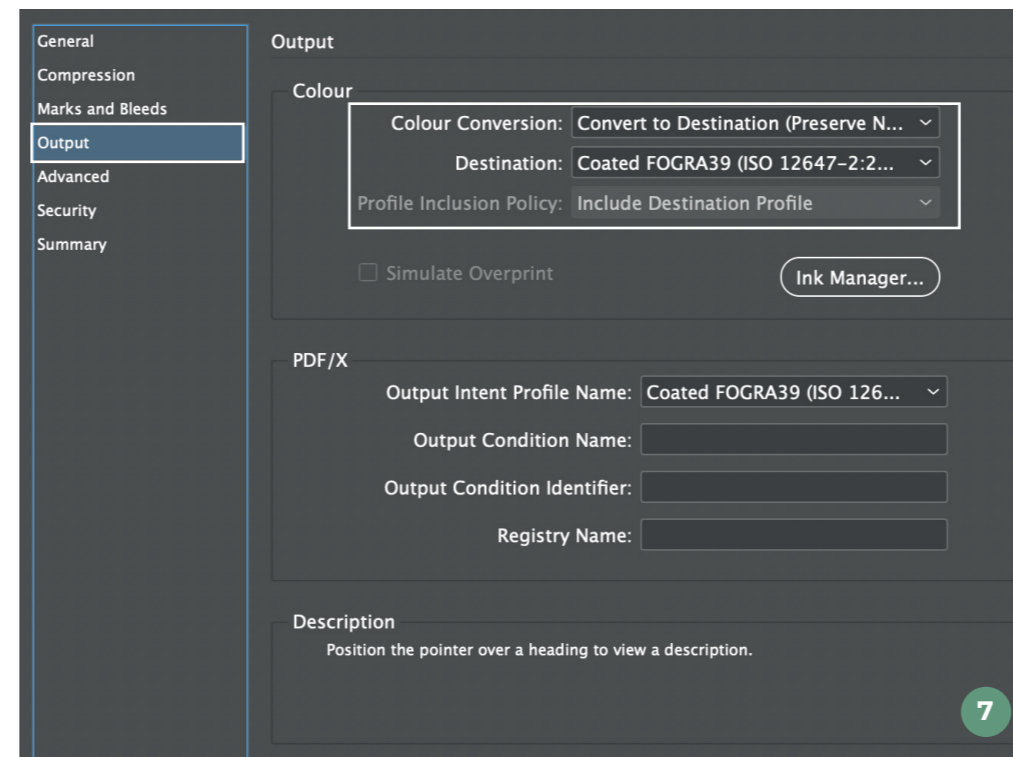 General
Compression
Marks and Bleeds
Output
Advanced
Security
Summary
Output
Colour
Colour Conversion: Convert to Destination (Preserve N...
Destination: Coated FOGRA39 (ISO 12647-2:2...
Profile Inclusion Policy: Include Destination Profile
Simulate Overprint
Ink Manager...
PDF/X
Output Intent Profile Name: Coated FOGRA39 (ISO 126...
Output Condition Name:
Output Condition Identifier:
Registry Name:
Description
Position the pointer over a heading to view a description.
7